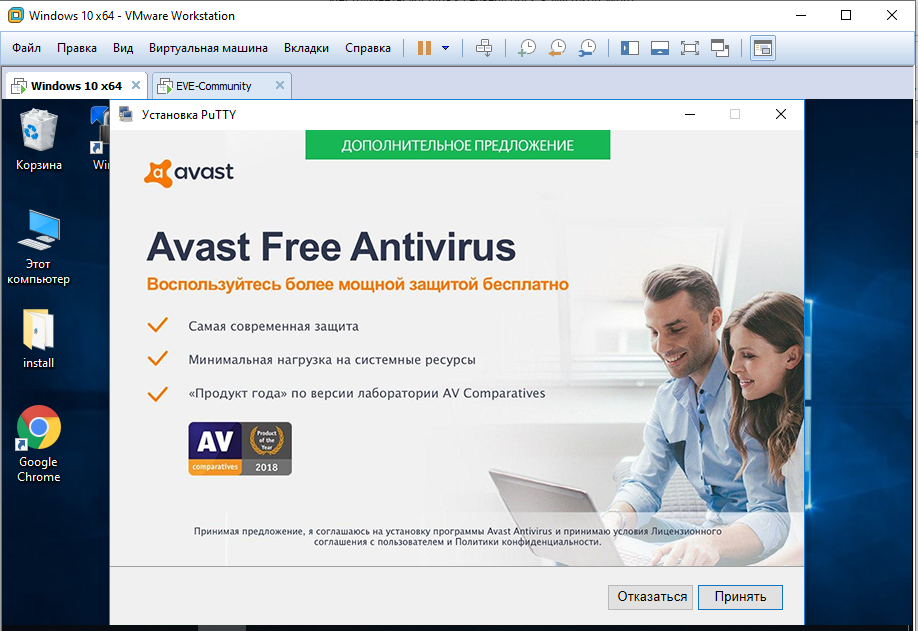 Windows 10 x64 - VMware Workstation
Файл Правка Вид Виртуальная машина Вкладки Справка
Windows 10 x64 EVE-Community
Корзина
Установка PuTTY
ДОПОЛНИТЕЛЬНОЕ ПРЕДЛОЖЕНИЕ
avast
Этот
компьютер
install
Google
Chrome
Avast Free Antivirus
Воспользуйтесь более мощной защитой бесплатно
Самая современная защита
Минимальная нагрузка на системные ресурсы
«Продукт года» по версии лаборатории AV Comparatives
AV
comparatives
Product
of the
Year
2018
Принимая предложение, я соглашаюсь на установку программы Avast Antivirus и принимаю условия Лицензионного
соглашения с пользователем и Политики конфиденциальности.
Отказаться Принять